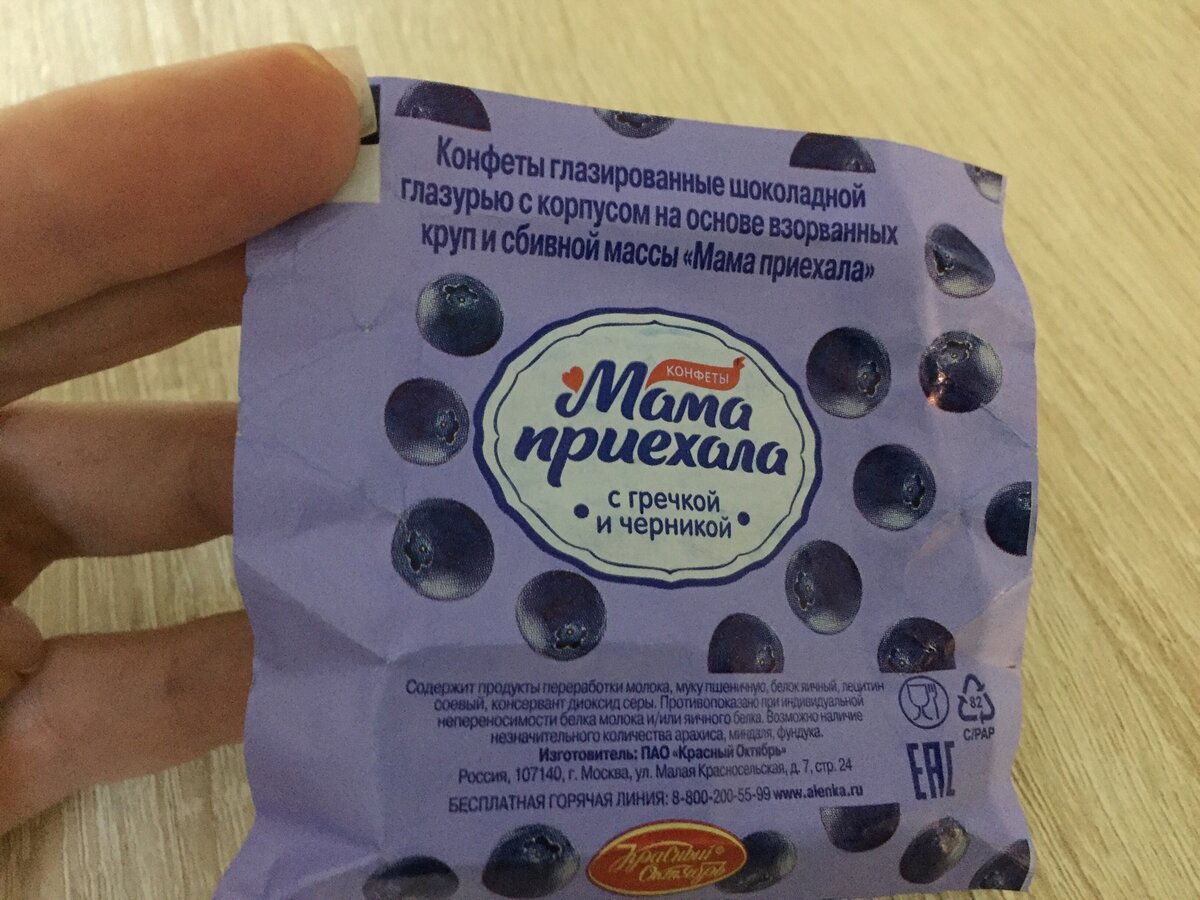 Конфеты глазированные шоколадной
глазурью с корпусом на основе взорванных
круп и сбивной массы «Мама приехала»
КОНФЕТЫ
Мама
приехала
с гречкой
и черникой
Содержит продукты переработки молока, муку пшеничную, белок яичный, лецитин
соевый, консервант диоксид серы. Противопоказано при индивидуальной
непереносимости белка молока и/или яичного белка. Возможно наличие
незначительного количества арахиса, миндаля, фундука.
Изготовитель: ПАО «Красный Октябрь»
Россия, 107140, г. Москва, ул. Малая Красносельская, д. 7, стр. 24
БЕСПЛАТНАЯ ГОРЯЧАЯ ЛИНИЯ: 8-800-200-55-99 www.alenka.ru
82
C/PAP
EAC
Красный
Октябрь